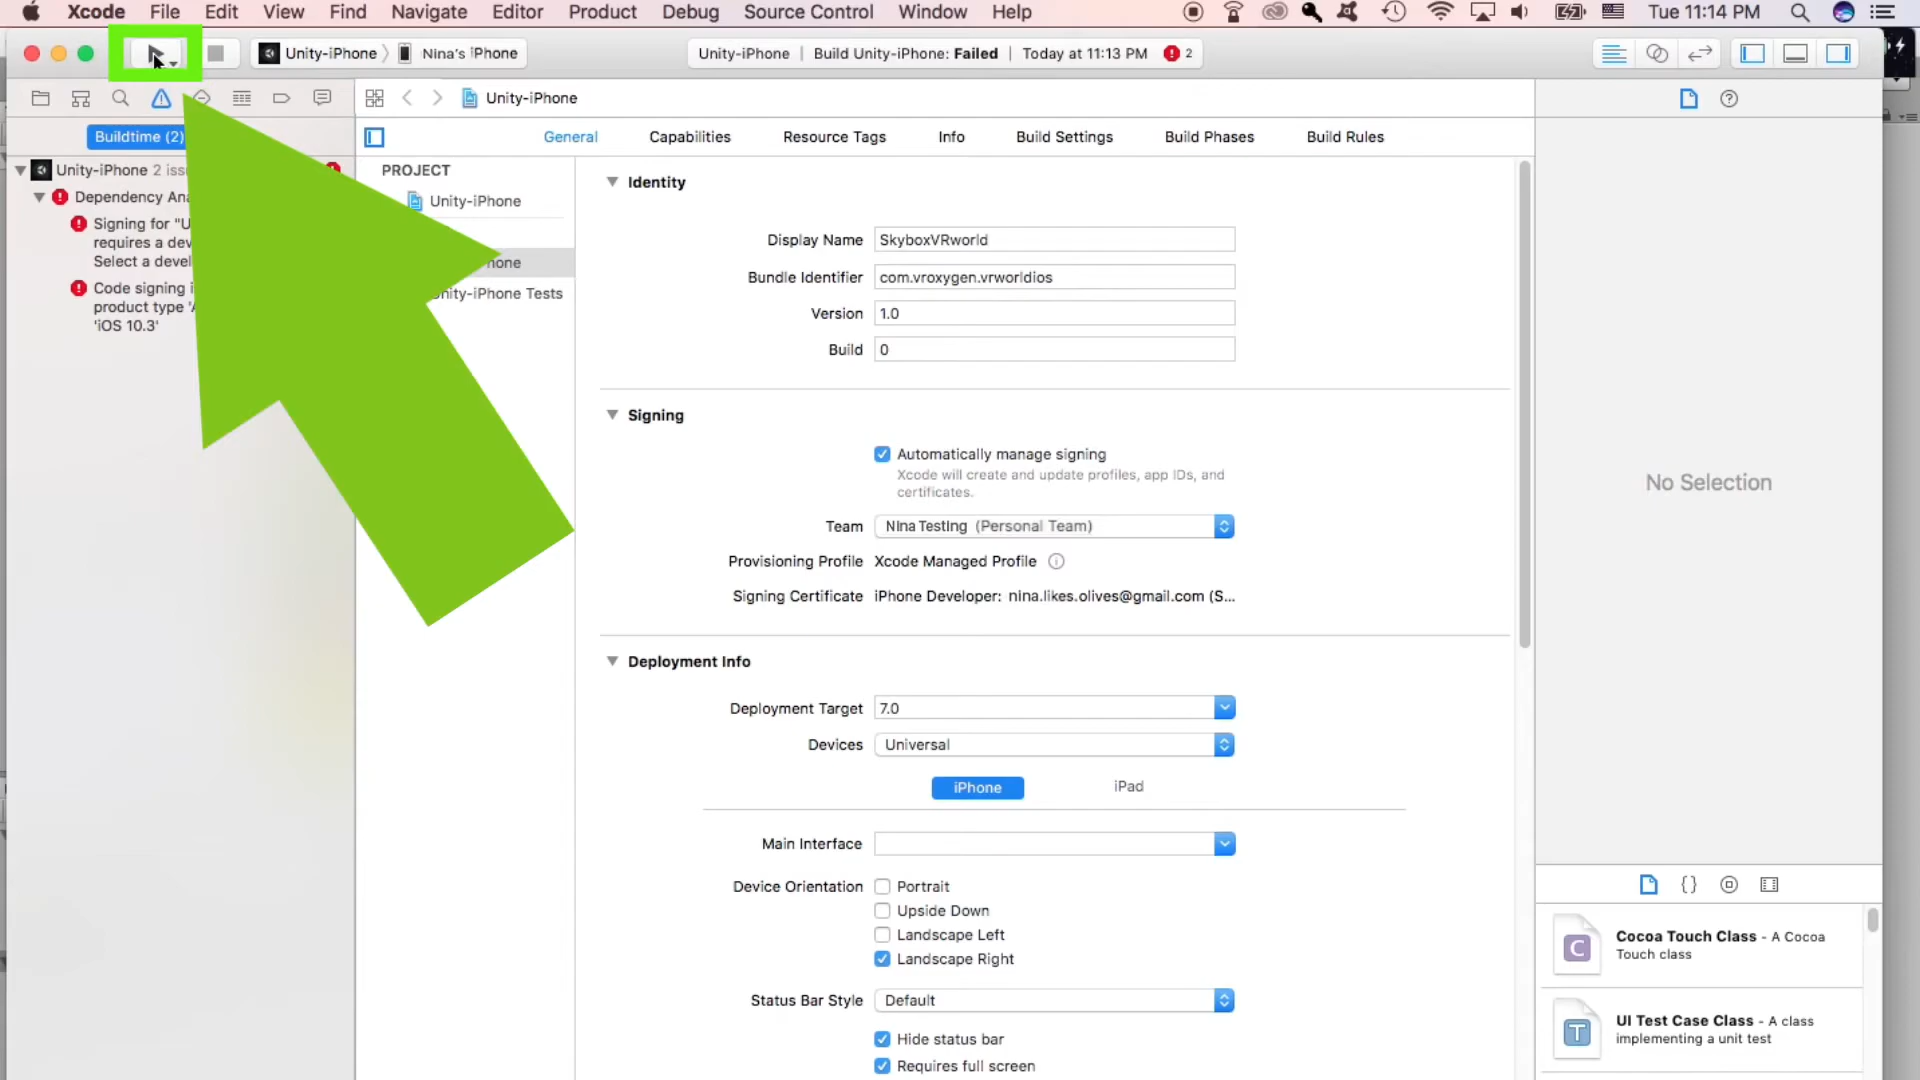 Xcode File Edit View Find Navigate Editor Product Debug Source Control Window Help Tue 11:14 PM
Unity-iPhone Nina's iPhone Unity-iPhone Build Unity-iPhone: Failed Today at 11:13 PM 2
Unity-iPhone
Buildtime (2)
General Capabilities Resource Tags Info Build Settings Build Phases Build Rules
Unity-iPhone 2
Dependency
Signing for
requires a
Select a
Code signing
product type
'iOS 10.3'
PROJECT
Unity-iPhone
Tests
Identity
Display Name SkyboxVRworld
Bundle Identifier com.vroxygen.vrworldios
Version 1.0
Build 0
Signing
Automatically manage signing
Xcode will create and update profiles, app IDs, and
certificates.
Team Nina Testing (Personal Team)
Provisioning Profile Xcode Managed Profile
Signing Certificate iPhone Developer: nina.likes.olives@gmail.com (S...
Deployment Info
Deployment Target 7.0
Devices Universal
iPhone iPad
Main Interface
Device Orientation Portrait
Upside Down
Landscape Left
Landscape Right
Status Bar Style Default
Hide status bar
Requires full screen
No Selection
{}
C
Cocoa Touch Class - A Cocoa
Touch class
T
UI Test Case Class - A class
implementing a unit test